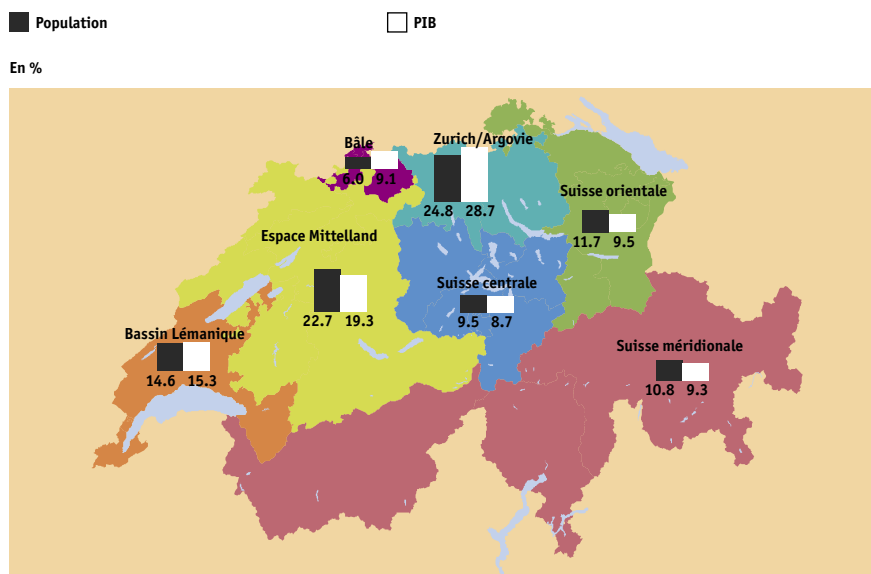 Population
PIB
En %
Bâle
6.0 9.1
Zurich/Argovie
24.8 28.7
Suisse orientale
11.7 9.5
Espace Mittelland
22.7 19.3
Suisse centrale
9.5 8.7
Bassin Lémanique
14.6 15.3
Suisse méridionale
10.8 9.3